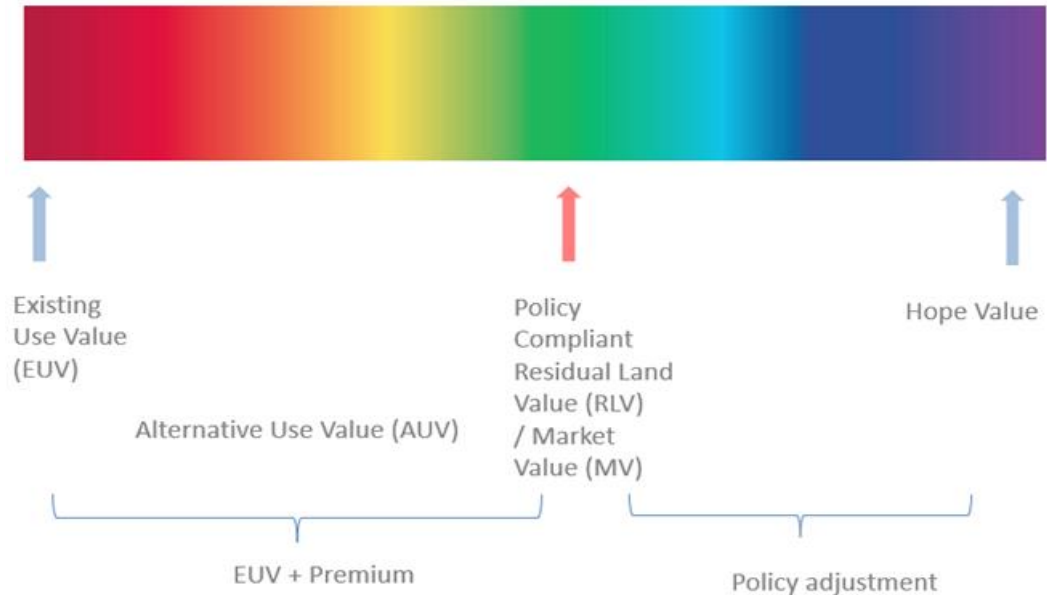 Existing
Use Value
(EUV)
Alternative Use Value (AUV)
Policy
Compliant
Residual Land
Value (RLV)
/ Market
Value (MV)
Hope Value
EUV + Premium
Policy adjustment